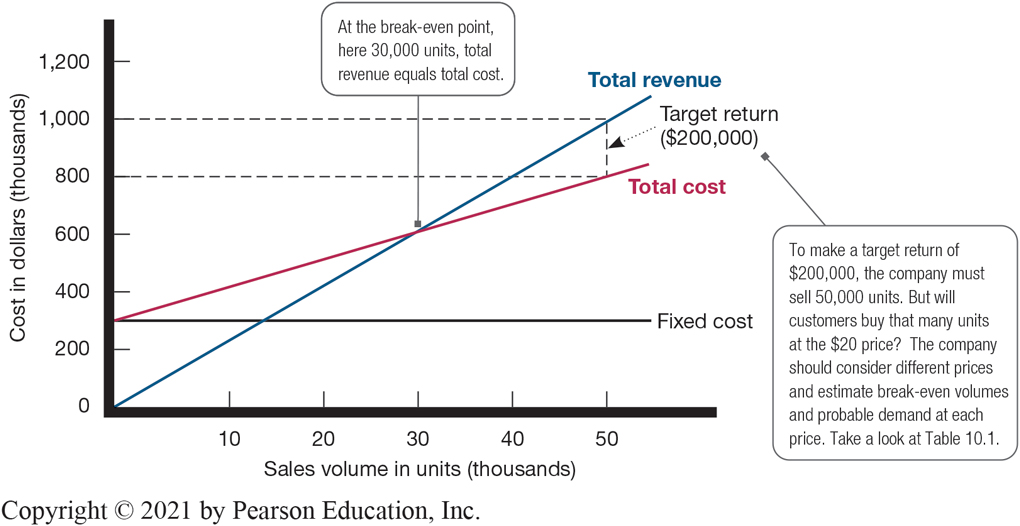 At the break-even point,
here 30,000 units, total
revenue equals total cost.
Cost in dollars (thousands)
1,200
1,000
800
600
400
200
0
Total revenue
Target return
($200,000)
Total cost
Fixed cost
To make a target return of
$200,000, the company must
sell 50,000 units. But will
customers buy that many units
at the $20 price? The company
should consider different prices
and estimate break-even volumes
and probable demand at each
price. Take a look at Table 10.1.
10 20 30 40 50
Sales volume in units (thousands)
Copyright © 2021 by Pearson Education, Inc.